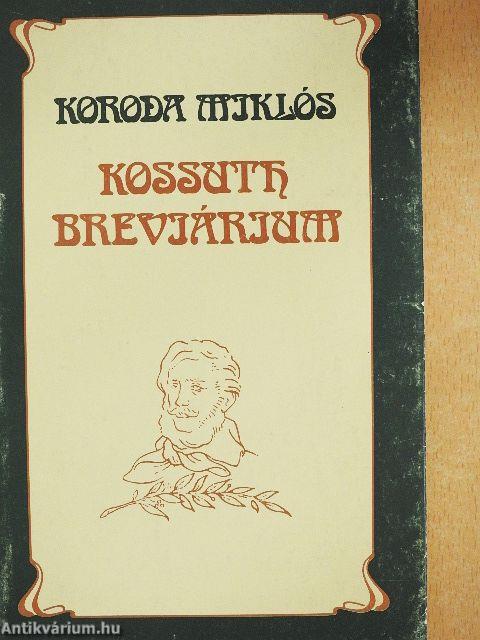 KORODA MIKLÓS
KOSSUTH
BREVIÁRIUM
Antikvárium.hu